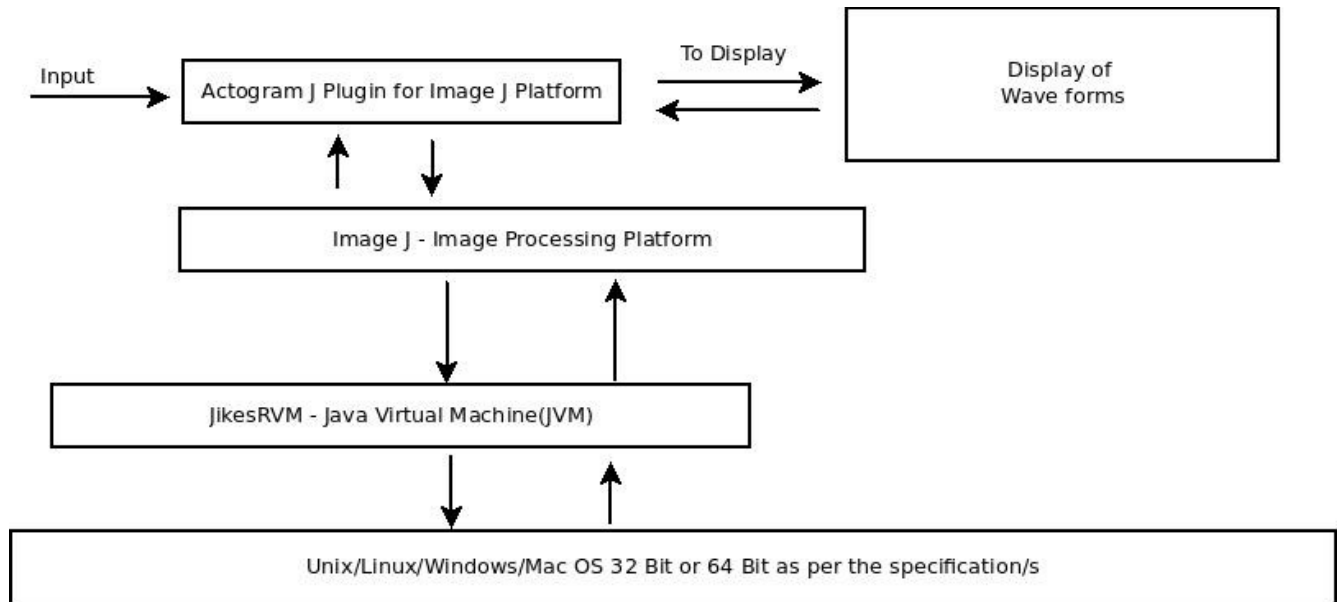 Input
Actogram J Plugin for Image J Platform
To Display
Display of
Wave forms
Image J - Image Processing Platform
JikesRVM - Java Virtual Machine(JVM)
Unix/Linux/Windows/Mac OS 32 Bit or 64 Bit as per the specification/s